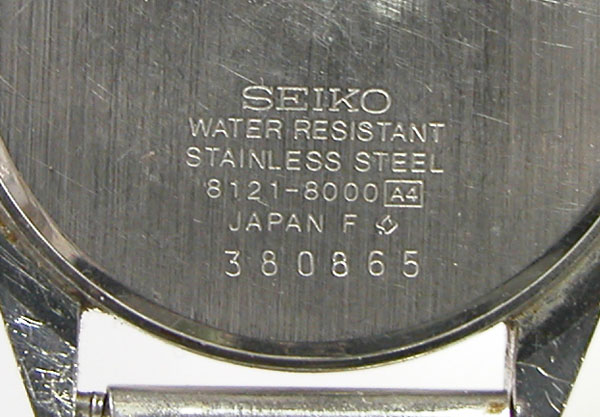 SEIKO
WATER RESISTANT
STAINLESS STEEL
8121-8000 A4
JAPAN F
380865